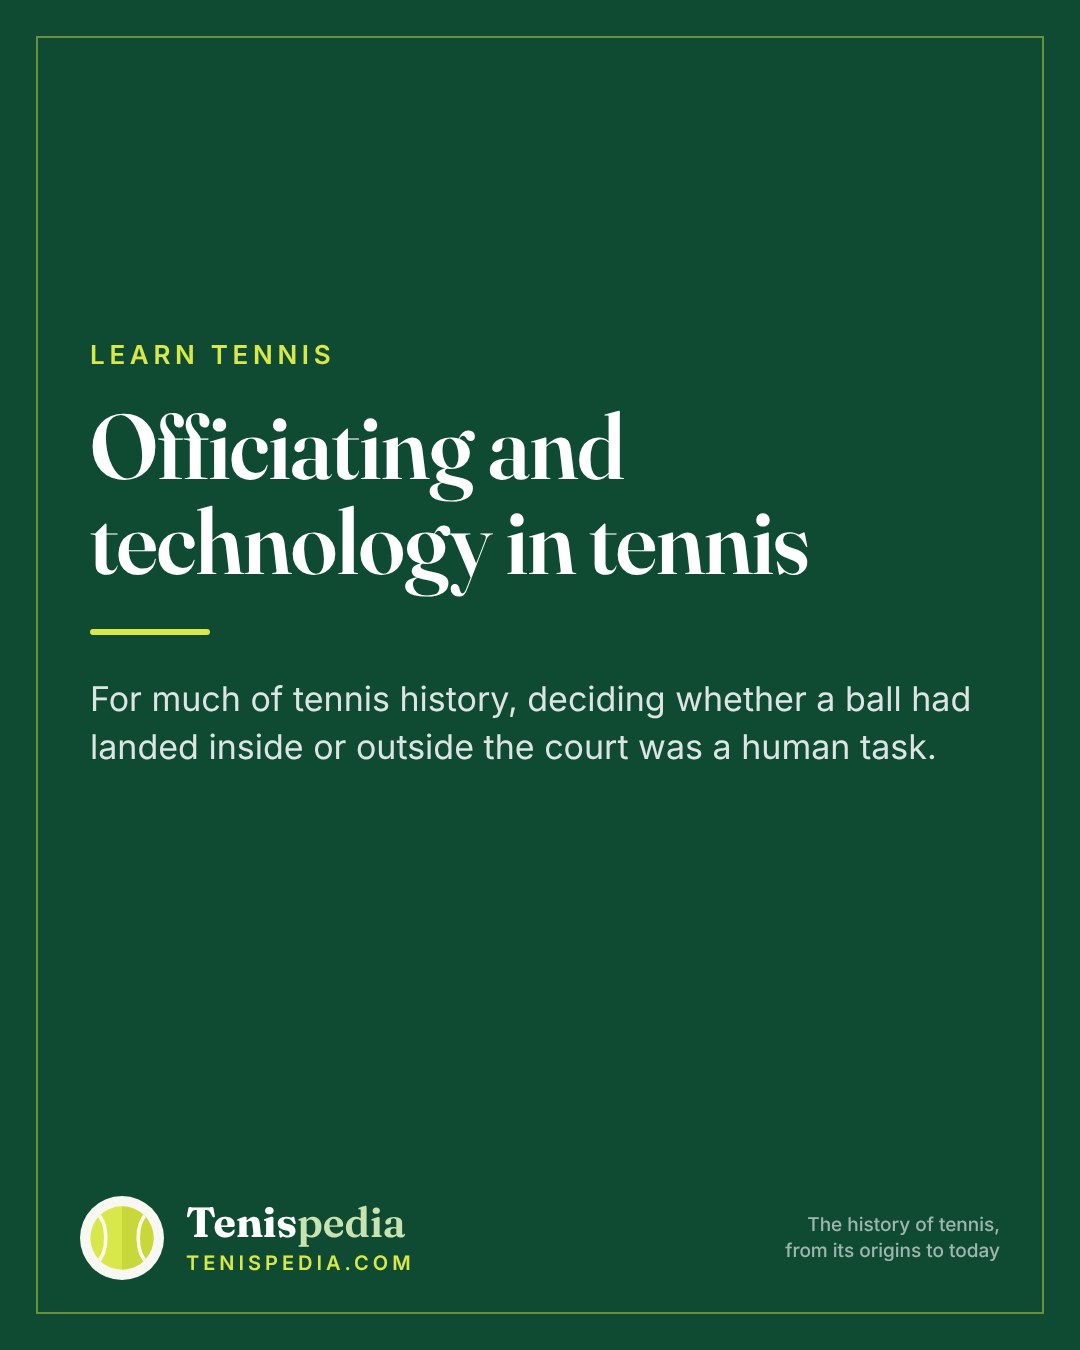 LEARN TENNIS
Officiating and
technology in tennis
For much of tennis history, deciding whether a ball had
landed inside or outside the court was a human task.
Tenispedia
TENISPEDIA.COM
The history of tennis,
from its origins to today